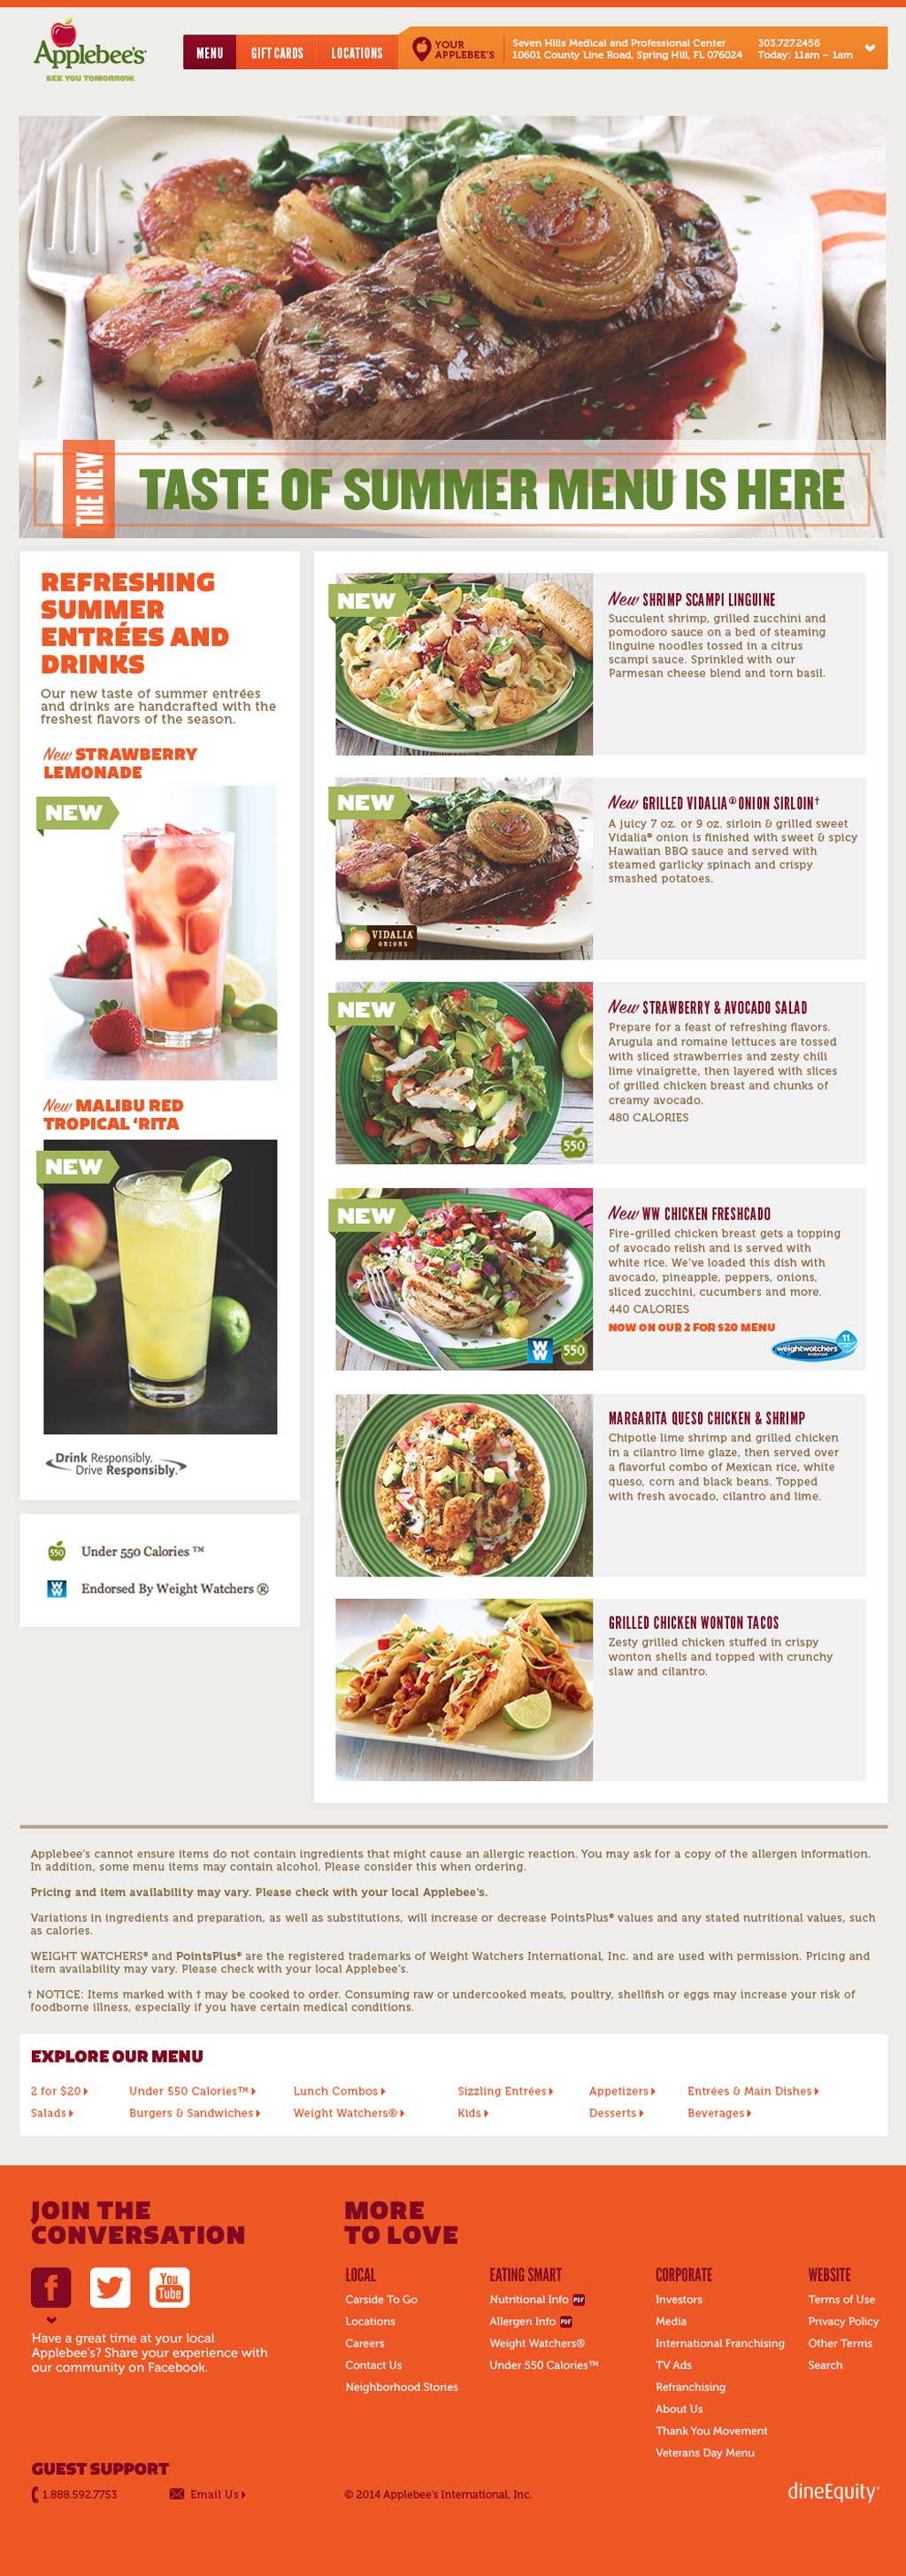 Applebee's
SEE YOU TOMORROW.
MENU
GIFT CARDS
LOCATIONS
YOUR
APPLEBEE'S
Seven Hills Medical and Professional Center
10601 County Line Road, Spring Hill, FL 076024
303.727.2456
Today: 11am – 1am
THE NEW
TASTE OF SUMMER MENU IS HERE
REFRESHING
SUMMER
ENTRÉES AND
DRINKS
Our new taste of summer entrées
and drinks are handcrafted with the
freshest flavors of the season.
New STRAWBERRY
LEMONADE
NEW
New MALIBU RED
TROPICAL ‘RITA
NEW
Drink Responsibly.
Drive Responsibly.®
550 Under 550 Calories ™
WW Endorsed By Weight Watchers ®
NEW
New SHRIMP SCAMPI LINGUINE
Succulent shrimp, grilled zucchini and
pomodoro sauce on a bed of steaming
linguine noodles tossed in a citrus
scampi sauce. Sprinkled with our
Parmesan cheese blend and torn basil.
NEW
VIDALIA®
ONIONS
New GRILLED VIDALIA® ONION SIRLOIN†
A juicy 7 oz. or 9 oz. sirloin & grilled sweet
Vidalia® onion is finished with sweet & spicy
Hawaiian BBQ sauce and served with
steamed garlicky spinach and crispy
smashed potatoes.
NEW
550
New STRAWBERRY & AVOCADO SALAD
Prepare for a feast of refreshing flavors.
Arugula and romaine lettuces are tossed
with sliced strawberries and zesty chili
lime vinaigrette, then layered with slices
of grilled chicken breast and chunks of
creamy avocado.
480 CALORIES
NEW
WW
550
New WW CHICKEN FRESHCADO
Fire-grilled chicken breast gets a topping
of avocado relish and is served with
white rice. We've loaded this dish with
avocado, pineapple, peppers, onions,
sliced zucchini, cucumbers and more.
440 CALORIES
NOW ON OUR 2 FOR $20 MENU
11
weightwatchers
endorsed
MARGARITA QUESO CHICKEN & SHRIMP
Chipotle lime shrimp and grilled chicken
in a cilantro lime glaze, then served over
a flavorful combo of Mexican rice, white
queso, corn and black beans. Topped
with fresh avocado, cilantro and lime.
GRILLED CHICKEN WONTON TACOS
Zesty grilled chicken stuffed in crispy
wonton shells and topped with crunchy
slaw and cilantro.
Applebee's cannot ensure items do not contain ingredients that might cause an allergic reaction. You may ask for a copy of the allergen information.
In addition, some menu items may contain alcohol. Please consider this when ordering.
Pricing and item availability may vary. Please check with your local Applebee's.
Variations in ingredients and preparation, as well as substitutions, will increase or decrease PointsPlus® values and any stated nutritional values, such
as calories.
WEIGHT WATCHERS® and PointsPlus® are the registered trademarks of Weight Watchers International, Inc. and are used with permission. Pricing and
item availability may vary. Please check with your local Applebee's.
† NOTICE: Items marked with † may be cooked to order. Consuming raw or undercooked meats, poultry, shellfish or eggs may increase your risk of
foodborne illness, especially if you have certain medical conditions.
EXPLORE OUR MENU
2 for $20
Under 550 Calories™
Lunch Combos
Sizzling Entrées
Appetizers
Entrées & Main Dishes
Salads
Burgers & Sandwiches
Weight Watchers®
Kids
Desserts
Beverages
JOIN THE
CONVERSATION
f
You
Tube
Have a great time at your local
Applebee's? Share your experience with
our community on Facebook.
MORE
TO LOVE
LOCAL
Carside To Go
Locations
Careers
Contact Us
Neighborhood Stories
EATING SMART
Nutritional Info PDF
Allergen Info PDF
Weight Watchers®
Under 550 Calories™
CORPORATE
Investors
Media
International Franchising
TV Ads
Refranchising
About Us
Thank You Movement
Veterans Day Menu
WEBSITE
Terms of Use
Privacy Policy
Other Terms
Search
GUEST SUPPORT
1.888.592.7753
Email Us
© 2014 Applebee's International, Inc.
dineEquity